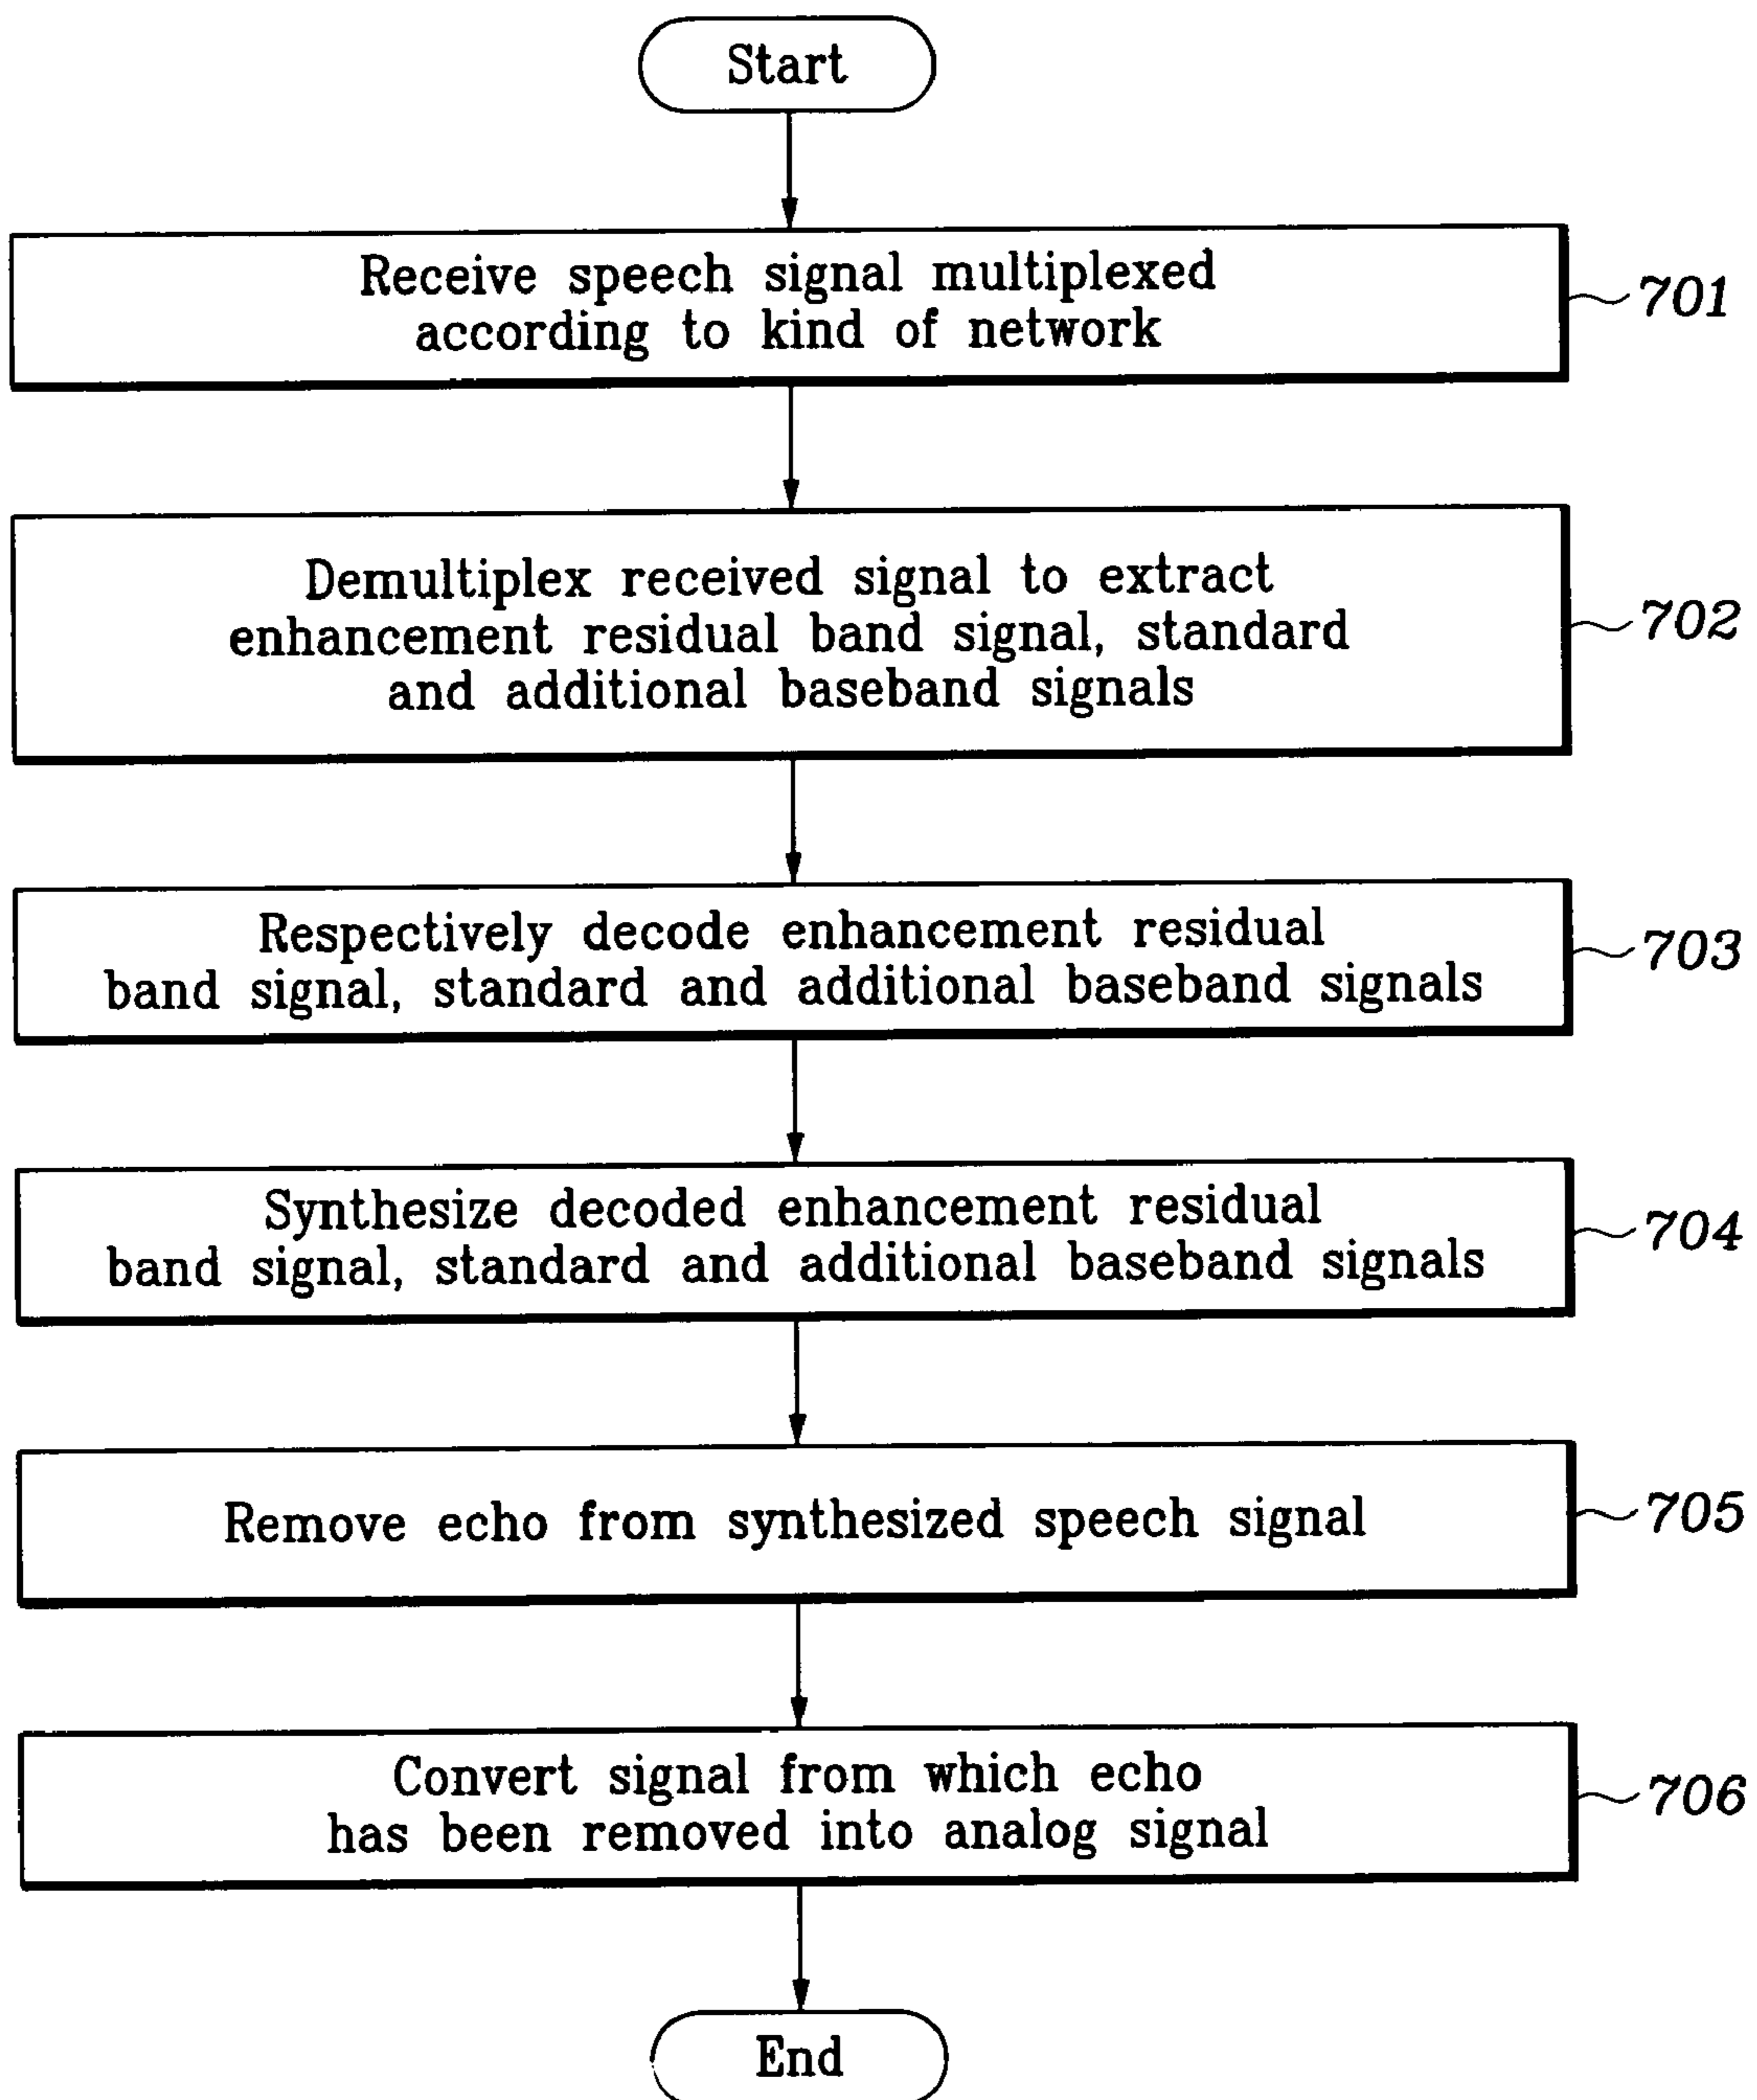 Start
Receive speech signal multiplexed
according to kind of network
701
Demultiplex received signal to extract
enhancement residual band signal, standard
and additional baseband signals
702
Respectively decode enhancement residual
band signal, standard and additional baseband signals
703
Synthesize decoded enhancement residual
band signal, standard and additional baseband signals
704
Remove echo from synthesized speech signal
705
Convert signal from which echo
has been removed into analog signal
706
End